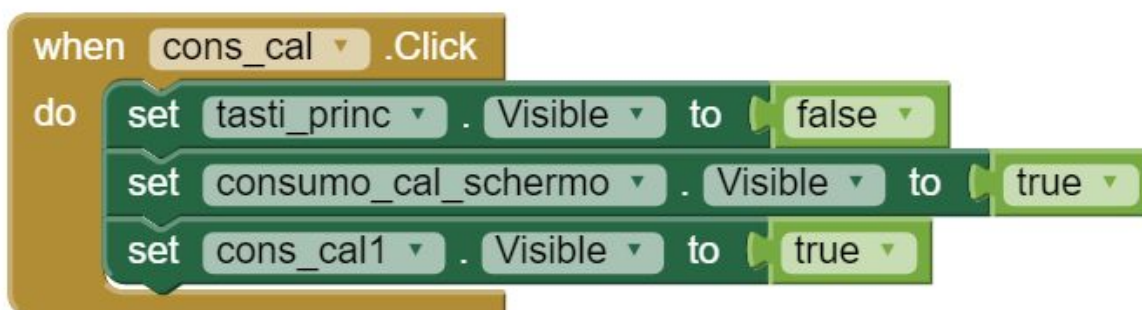 when cons_cal .Click
do set tasti_princ . Visible to false
set consumo_cal_schermo . Visible to true
set cons_cal1 . Visible to true